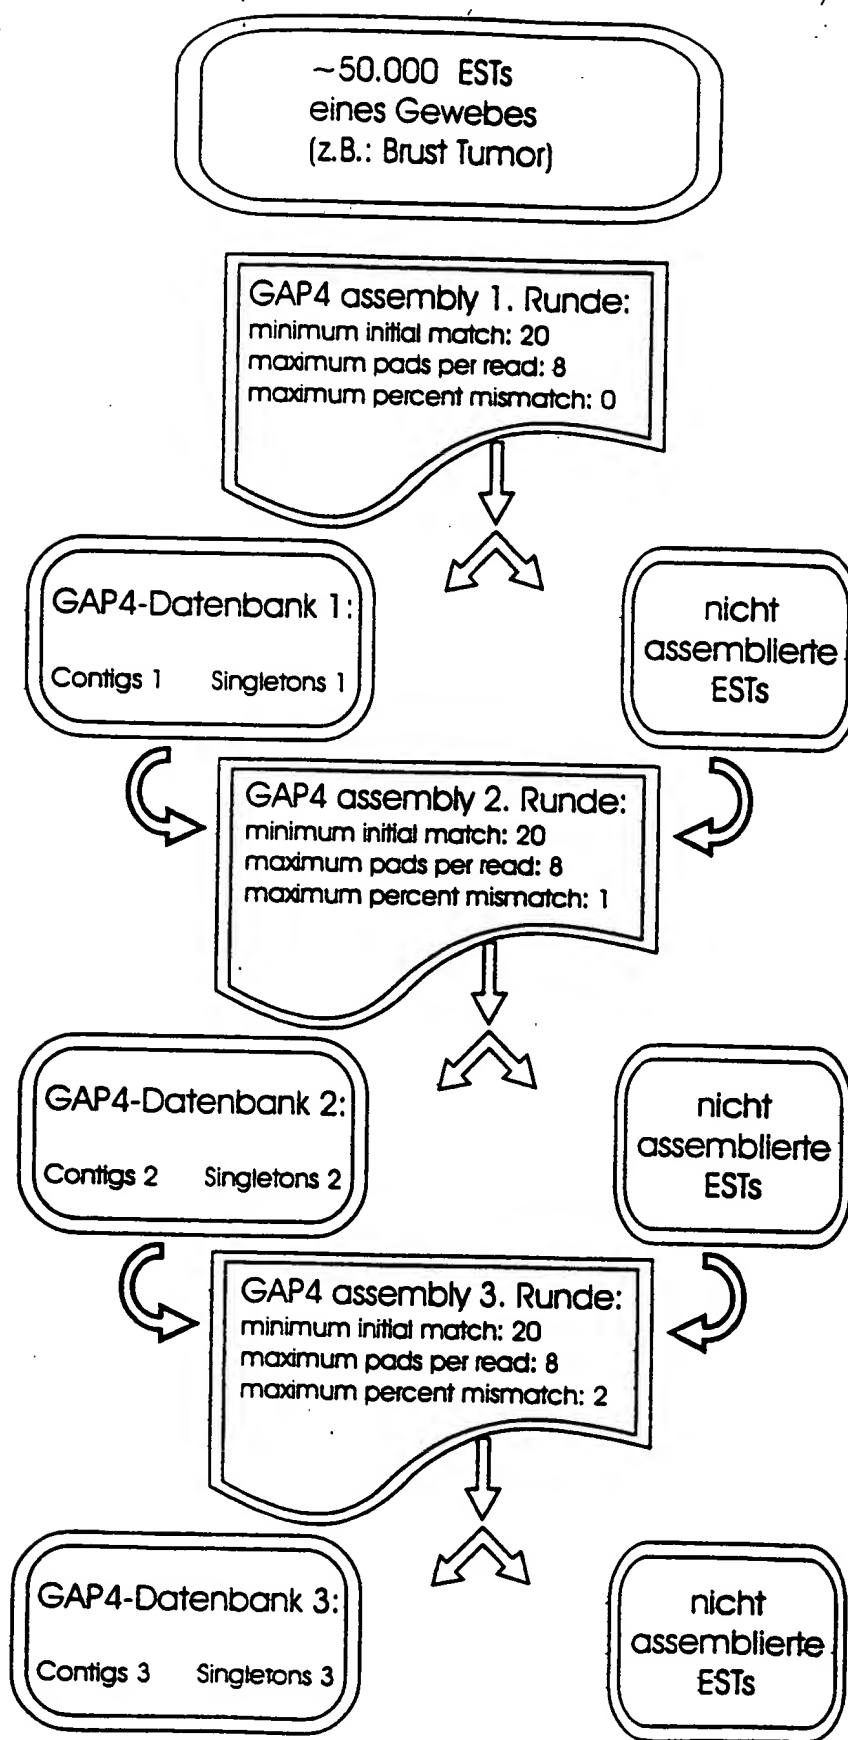 ~50.000 ESTs
eines Gewebes
(z.B.: Brust Tumor)
GAP4 assembly 1. Runde:
minimum initial match: 20
maximum pads per read: 8
maximum percent mismatch: 0
GAP4-Datenbank 1:
Contigs 1 Singletons 1
nicht
assemblierte
ESTs
GAP4 assembly 2. Runde:
minimum initial match: 20
maximum pads per read: 8
maximum percent mismatch: 1
GAP4-Datenbank 2:
Contigs 2 Singletons 2
nicht
assemblierte
ESTs
GAP4 assembly 3. Runde:
minimum initial match: 20
maximum pads per read: 8
maximum percent mismatch: 2
GAP4-Datenbank 3:
Contigs 3 Singletons 3
nicht
assemblierte
ESTs